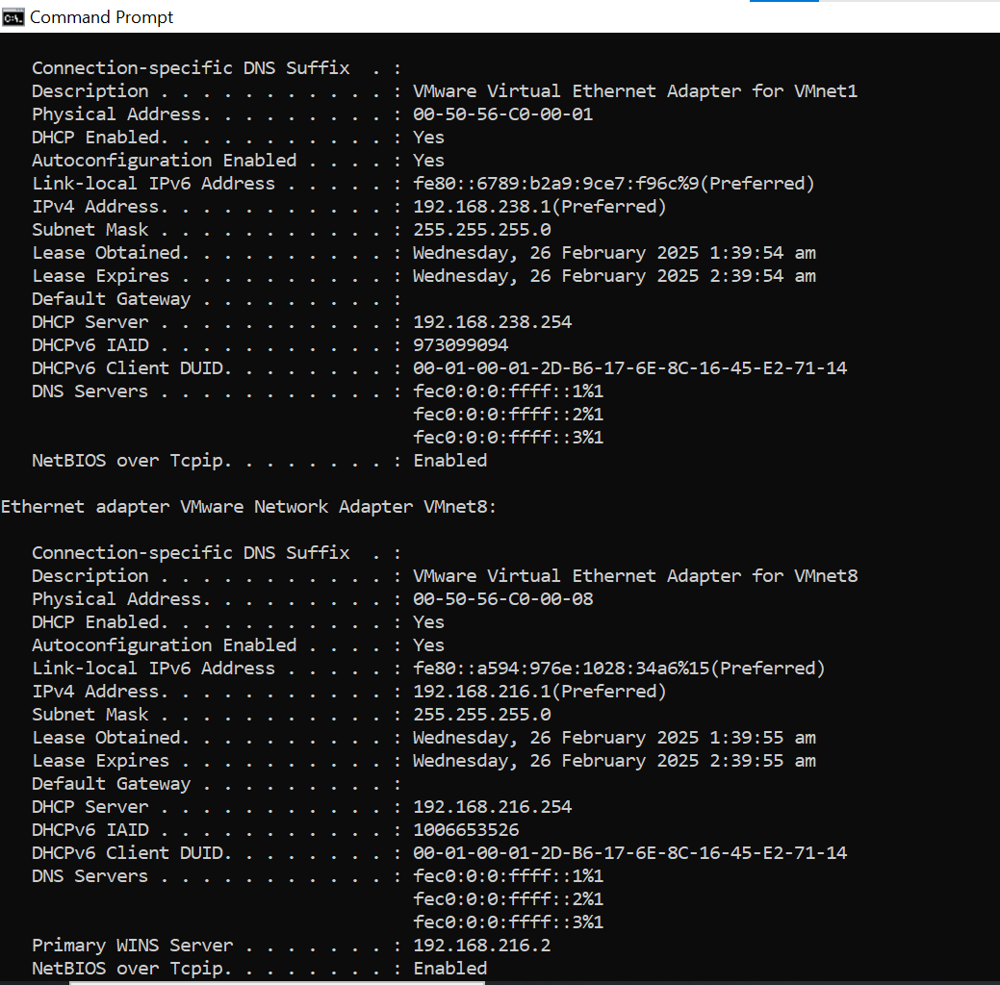 Command Prompt
Connection-specific DNS Suffix  . :
Description . . . . . . . . . . . : VMware Virtual Ethernet Adapter for VMnet1
Physical Address. . . . . . . . . : 00-50-56-C0-00-01
DHCP Enabled. . . . . . . . . . . : Yes
Autoconfiguration Enabled . . . . : Yes
Link-local IPv6 Address . . . . . : fe80::6789:b2a9:9ce7:f96c%9(Preferred)
IPv4 Address. . . . . . . . . . . : 192.168.238.1(Preferred)
Subnet Mask . . . . . . . . . . . : 255.255.255.0
Lease Obtained. . . . . . . . . . : Wednesday, 26 February 2025 1:39:54 am
Lease Expires . . . . . . . . . . : Wednesday, 26 February 2025 2:39:54 am
Default Gateway . . . . . . . . . :
DHCP Server . . . . . . . . . . . : 192.168.238.254
DHCPv6 IAID . . . . . . . . . . . : 973099094
DHCPv6 Client DUID. . . . . . . . : 00-01-00-01-2D-B6-17-6E-8C-16-45-E2-71-14
DNS Servers . . . . . . . . . . . : fec0:0:0:ffff::1%1
fec0:0:0:ffff::2%1
fec0:0:0:ffff::3%1
NetBIOS over Tcpip. . . . . . . . : Enabled
Ethernet adapter VMware Network Adapter VMnet8:
Connection-specific DNS Suffix  . :
Description . . . . . . . . . . . : VMware Virtual Ethernet Adapter for VMnet8
Physical Address. . . . . . . . . : 00-50-56-C0-00-08
DHCP Enabled. . . . . . . . . . . : Yes
Autoconfiguration Enabled . . . . : Yes
Link-local IPv6 Address . . . . . : fe80::a594:976e:1028:34a6%15(Preferred)
IPv4 Address. . . . . . . . . . . : 192.168.216.1(Preferred)
Subnet Mask . . . . . . . . . . . : 255.255.255.0
Lease Obtained. . . . . . . . . . : Wednesday, 26 February 2025 1:39:55 am
Lease Expires . . . . . . . . . . : Wednesday, 26 February 2025 2:39:55 am
Default Gateway . . . . . . . . . :
DHCP Server . . . . . . . . . . . : 192.168.216.254
DHCPv6 IAID . . . . . . . . . . . : 1006653526
DHCPv6 Client DUID. . . . . . . . : 00-01-00-01-2D-B6-17-6E-8C-16-45-E2-71-14
DNS Servers . . . . . . . . . . . : fec0:0:0:ffff::1%1
fec0:0:0:ffff::2%1
fec0:0:0:ffff::3%1
Primary WINS Server . . . . . . . : 192.168.216.2
NetBIOS over Tcpip. . . . . . . . : Enabled